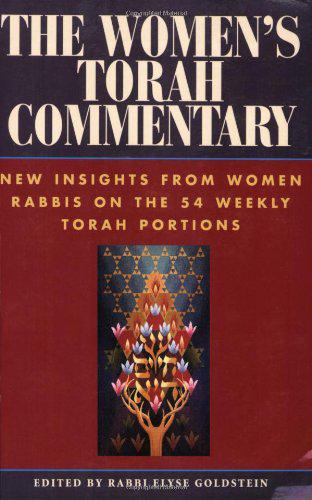 THE WOMEN'S
TORAH
COMMENTARY
NEW INSIGHTS FROM WOMEN
RABBIS ON THE 54 WEEKLY
TORAH PORTIONS
EDITED BY RABBI ELYSE GOLDSTEIN